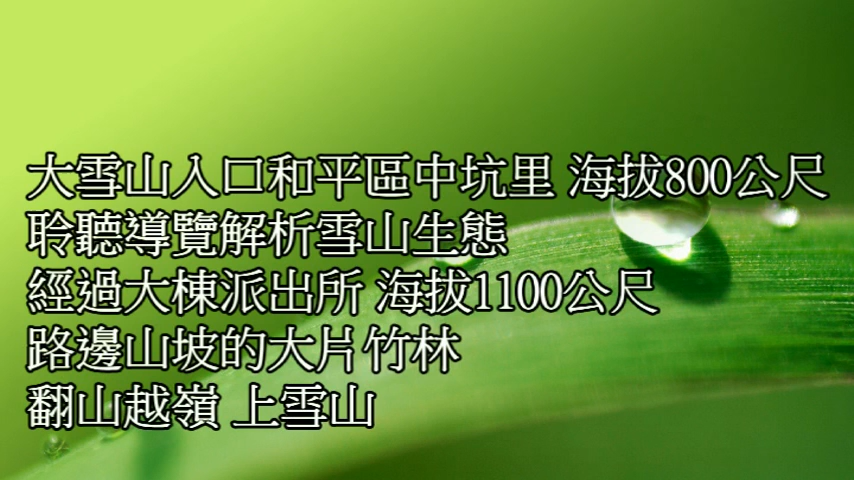 大雪山入口和平區中坑里 海拔800公尺
聆聽導覽解析雪山生態
經過大棟派出所 海拔1100公尺
路邊山坡的大片竹林
翻山越嶺 上雪山